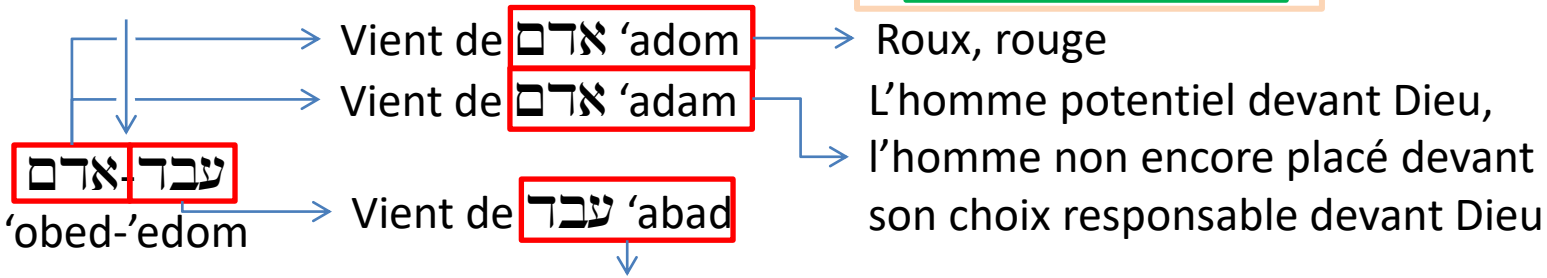 Vient de אדם ‘adom
Roux, rouge
Vient de אדם ‘adam
L’homme potentiel devant Dieu,
l’homme non encore placé devant
son choix responsable devant Dieu
עבד-אדם
‘obed-’edom
Vient de עבד ‘abad